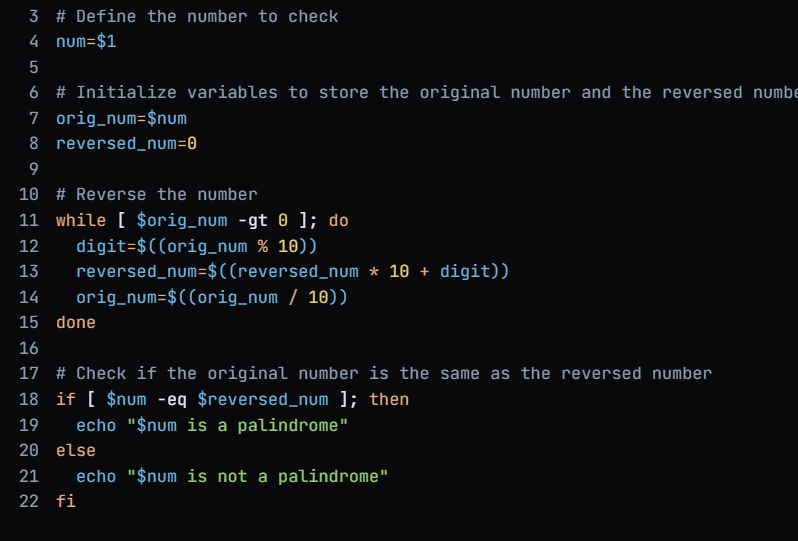 3 # Define the number to check
4 num=$1
5
6 # Initialize variables to store the original number and the reversed numbe
7 orig_num=$num
8 reversed_num=0
9
10 # Reverse the number
11 while [ $orig_num -gt 0 ]; do
12   digit=$((orig_num % 10))
13   reversed_num=$((reversed_num * 10 + digit))
14   orig_num=$((orig_num / 10))
15 done
16
17 # Check if the original number is the same as the reversed number
18 if [ $num -eq $reversed_num ]; then
19   echo "$num is a palindrome"
20 else
21   echo "$num is not a palindrome"
22 fi